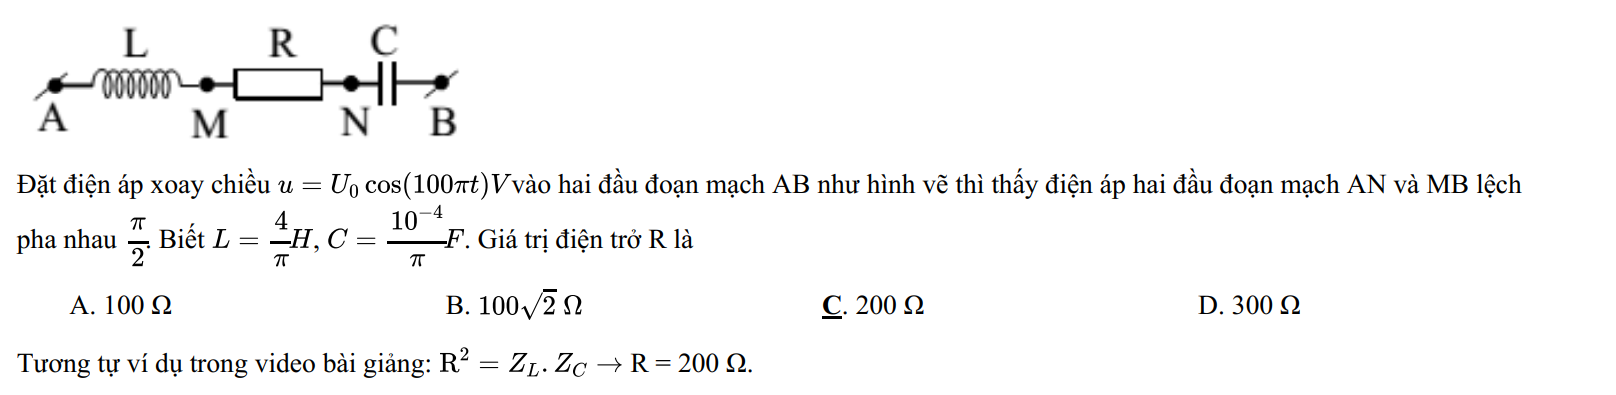 L R C
A M N B
Đặt điện áp xoay chiều $u = U_0 \cos(100\pi t)V$vào hai đầu đoạn mạch AB như hình vẽ thì thấy điện áp hai đầu đoạn mạch AN và MB lệch
pha nhau $\frac{\pi}{2}$. Biết $L = \frac{4}{\pi}H$, $C = \frac{10^{-4}}{\pi}F$. Giá trị điện trở R là
A. 100 Ω B. $100\sqrt{2}$ Ω C. 200 Ω D. 300 Ω
Tương tự ví dụ trong video bài giảng: $R^2 = Z_L. Z_C \rightarrow$ R = 200 Ω.